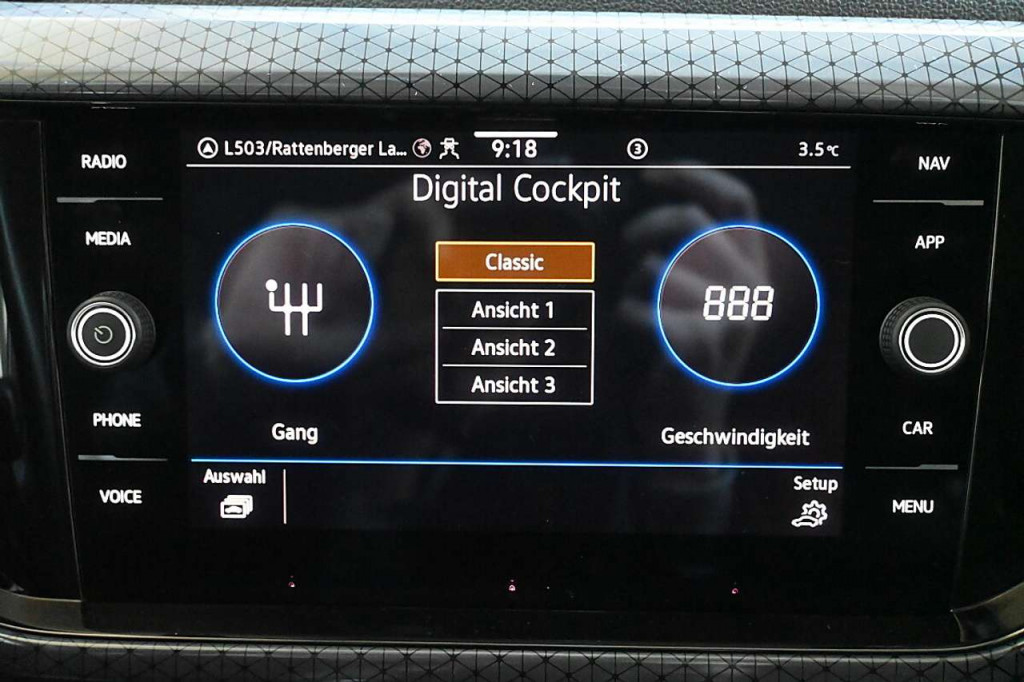 L503/Rattenberger La... 9:18 3 3.5°C
Digital Cockpit
RADIO
MEDIA
PHONE
VOICE
Classic
Ansicht 1
Ansicht 2
Ansicht 3
888
Gang
Geschwindigkeit
Auswahl
Setup
NAV
APP
CAR
MENU